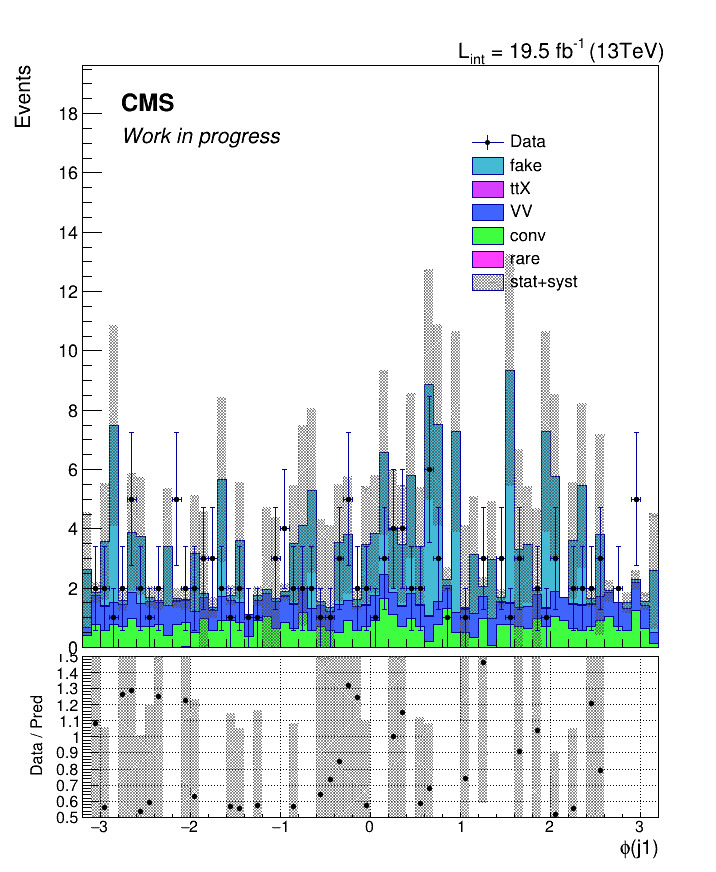 L_int = 19.5 fb^-1 (13TeV)
Events
CMS
Work in progress
Data
fake
ttX
VV
conv
rare
stat+syst
18
16
14
12
10
8
6
4
2
0
Data / Pred
1.5
1.4
1.3
1.2
1.1
1
0.9
0.8
0.7
0.6
0.5
−3 −2 −1 0 1 2 3
ϕ(j1)